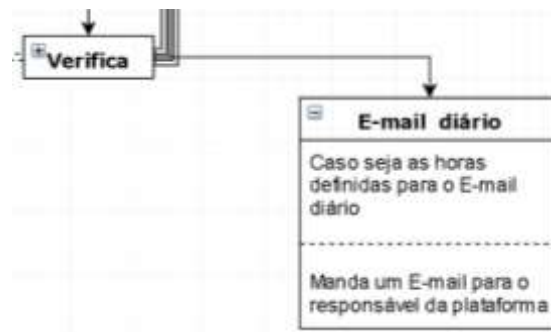 Verifica
E-mail diário
Caso seja as horas
definidas para o E-mail
diário
Manda um E-mail para o
responsável da plataforma